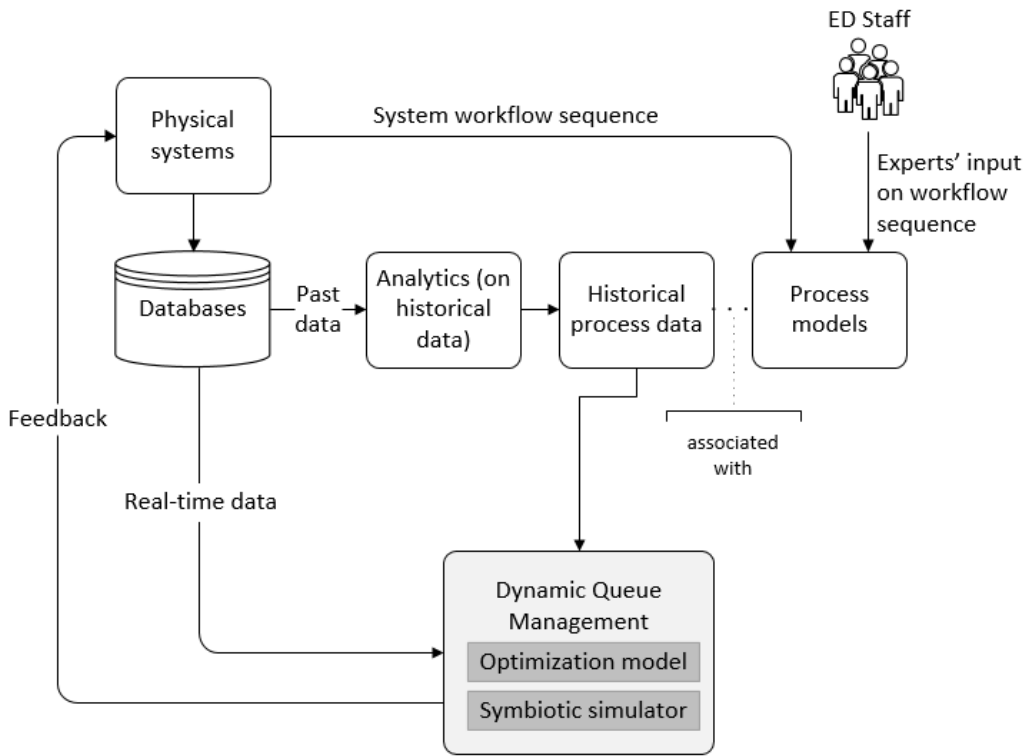 ED Staff
Physical
systems
System workflow sequence
Experts' input
on workflow
sequence
Databases
Past
data
Analytics (on
historical
data)
Historical
process data
Process
models
Feedback
associated
with
Real-time data
Dynamic Queue
Management
Optimization model
Symbiotic simulator